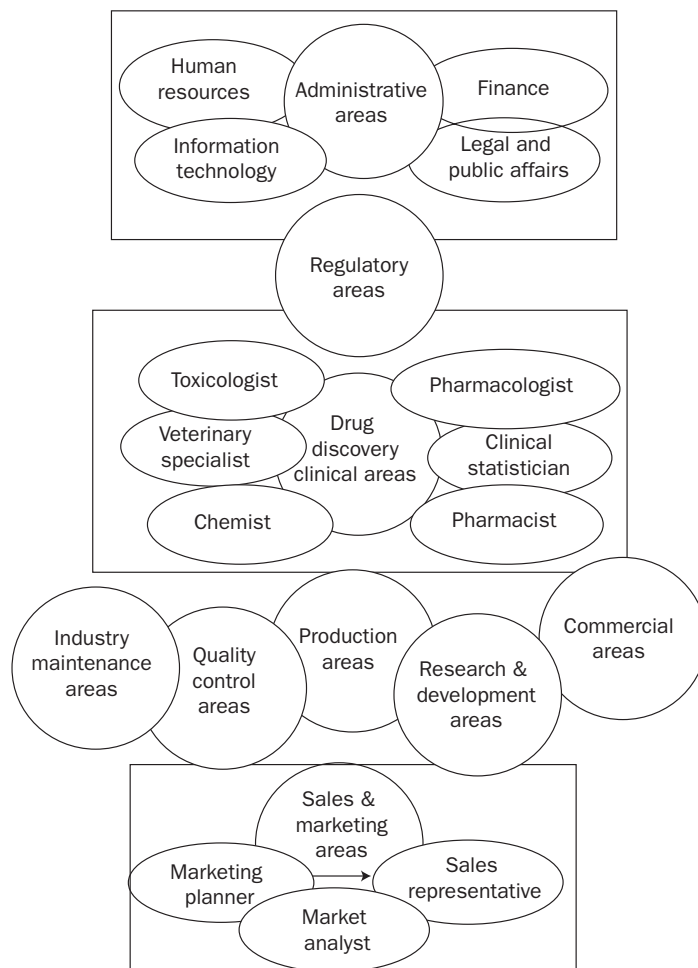 Human
resources
Administrative
areas
Finance
Information
technology
Legal and
public affairs
Regulatory
areas
Toxicologist
Pharmacologist
Drug
discovery
clinical areas
Veterinary
specialist
Clinical
statistician
Chemist
Pharmacist
Industry
maintenance
areas
Quality
control
areas
Production
areas
Research &
development
areas
Commercial
areas
Sales &
marketing
areas
Marketing
planner
Sales
representative
Market
analyst